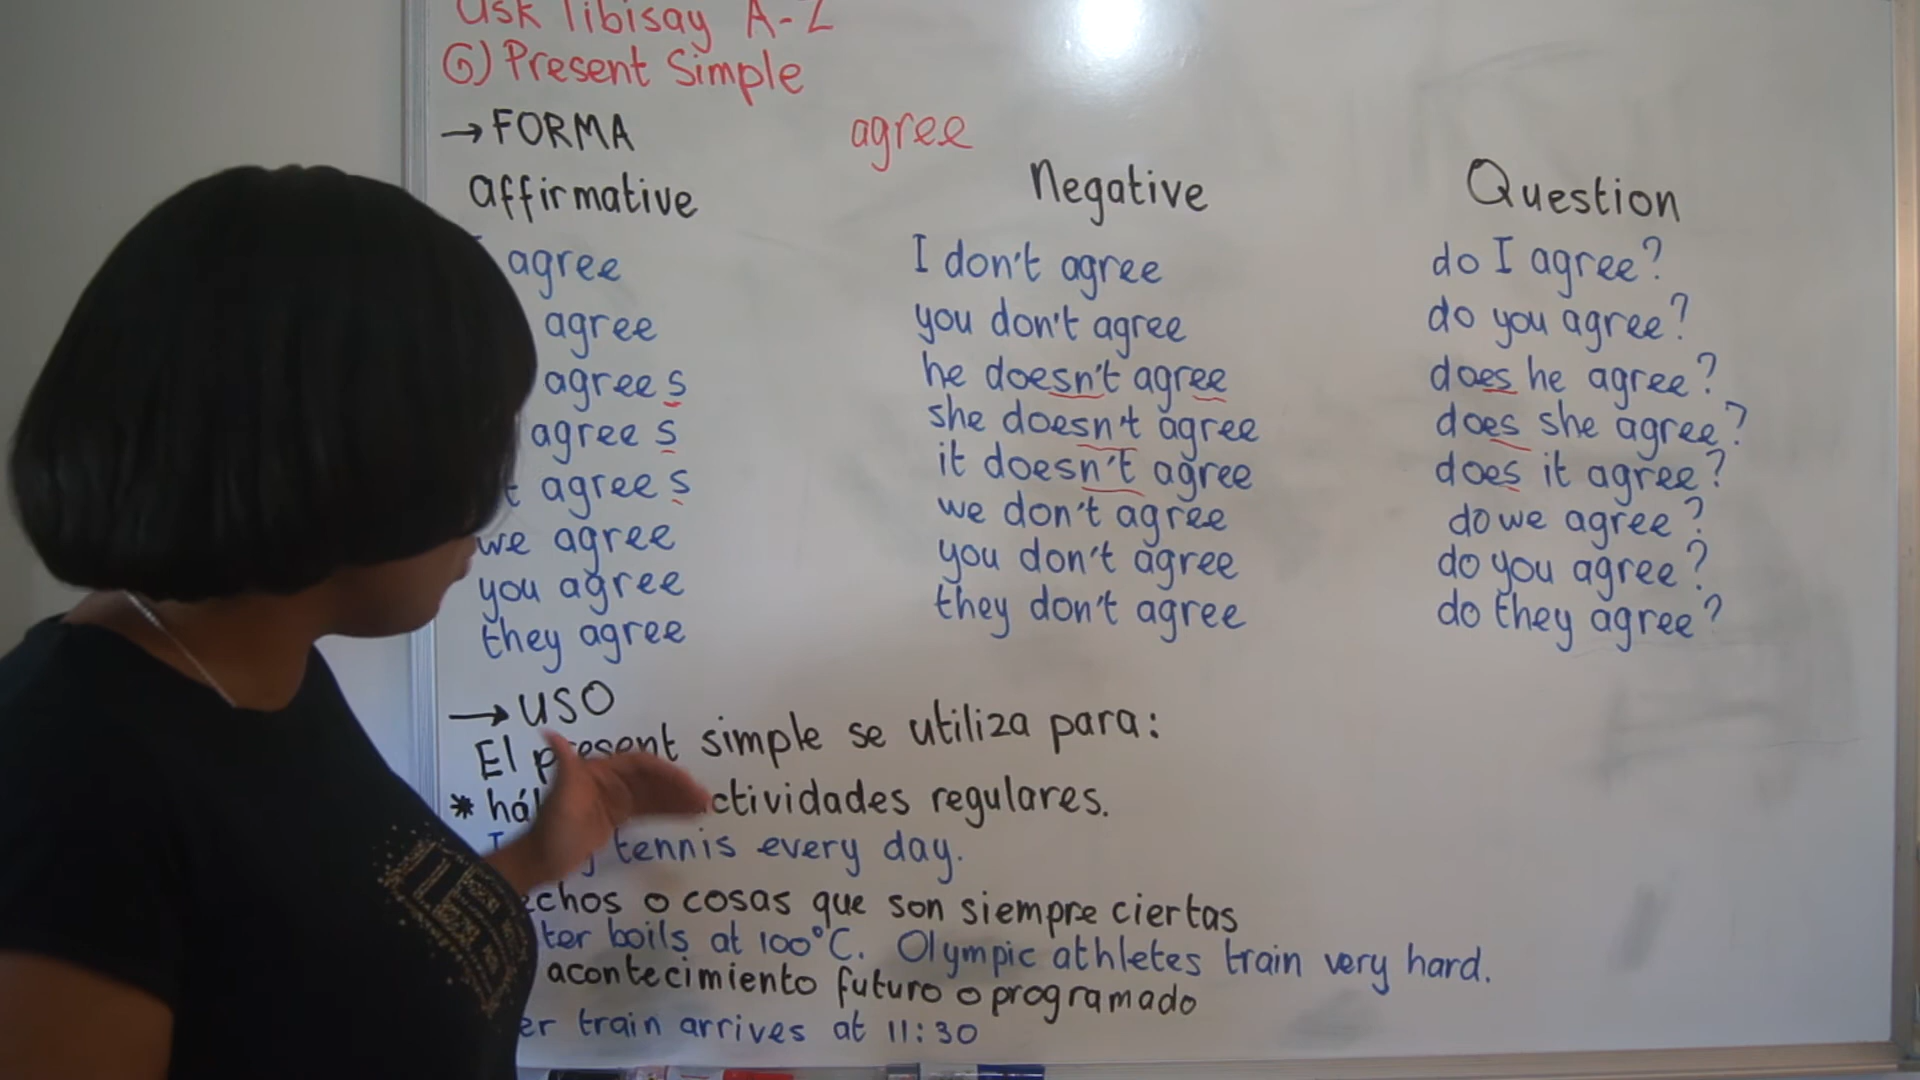 ask libisay A-Z
G) Present Simple
→ FORMA
agree
affirmative
Negative
Question
agree
I don't agree
do I agree?
agree
you don't agree
do you agree?
agrees
he doesn't agree
does he agree?
agrees
she doesn't agree
does she agree?
agrees
it doesn't agree
does it agree?
we agree
we don't agree
do we agree?
you agree
you don't agree
do you agree?
they agree
they don't agree
do they agree?
→ USO
El present simple se utiliza para:
* regulares.
I tennis every day.
o cosas que son siempre ciertas
boils at 100°C. Olympic athletes train very hard.
acontecimiento futuro o programado
train arrives at 11:30